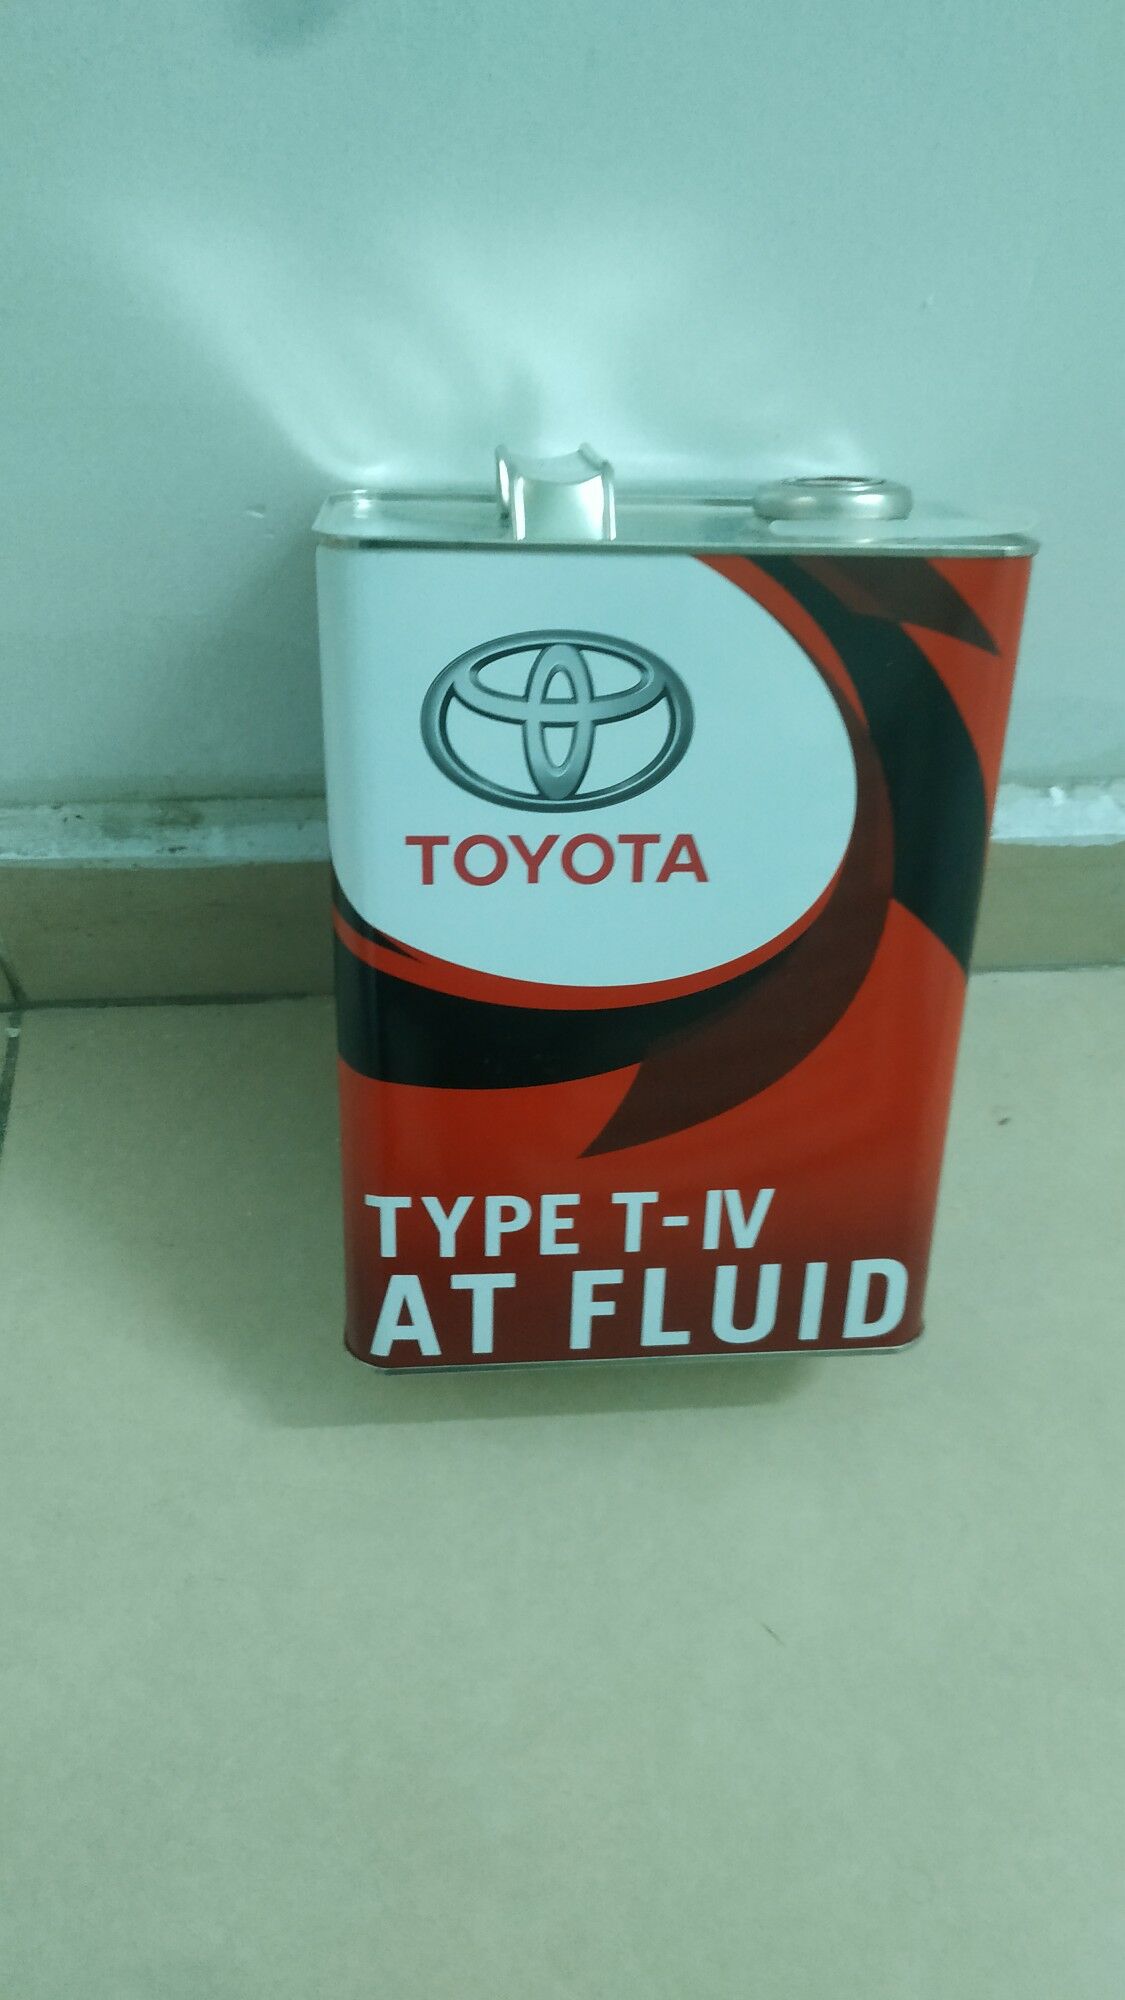 TOYOTA
TYPE T-IV
AT FLUID